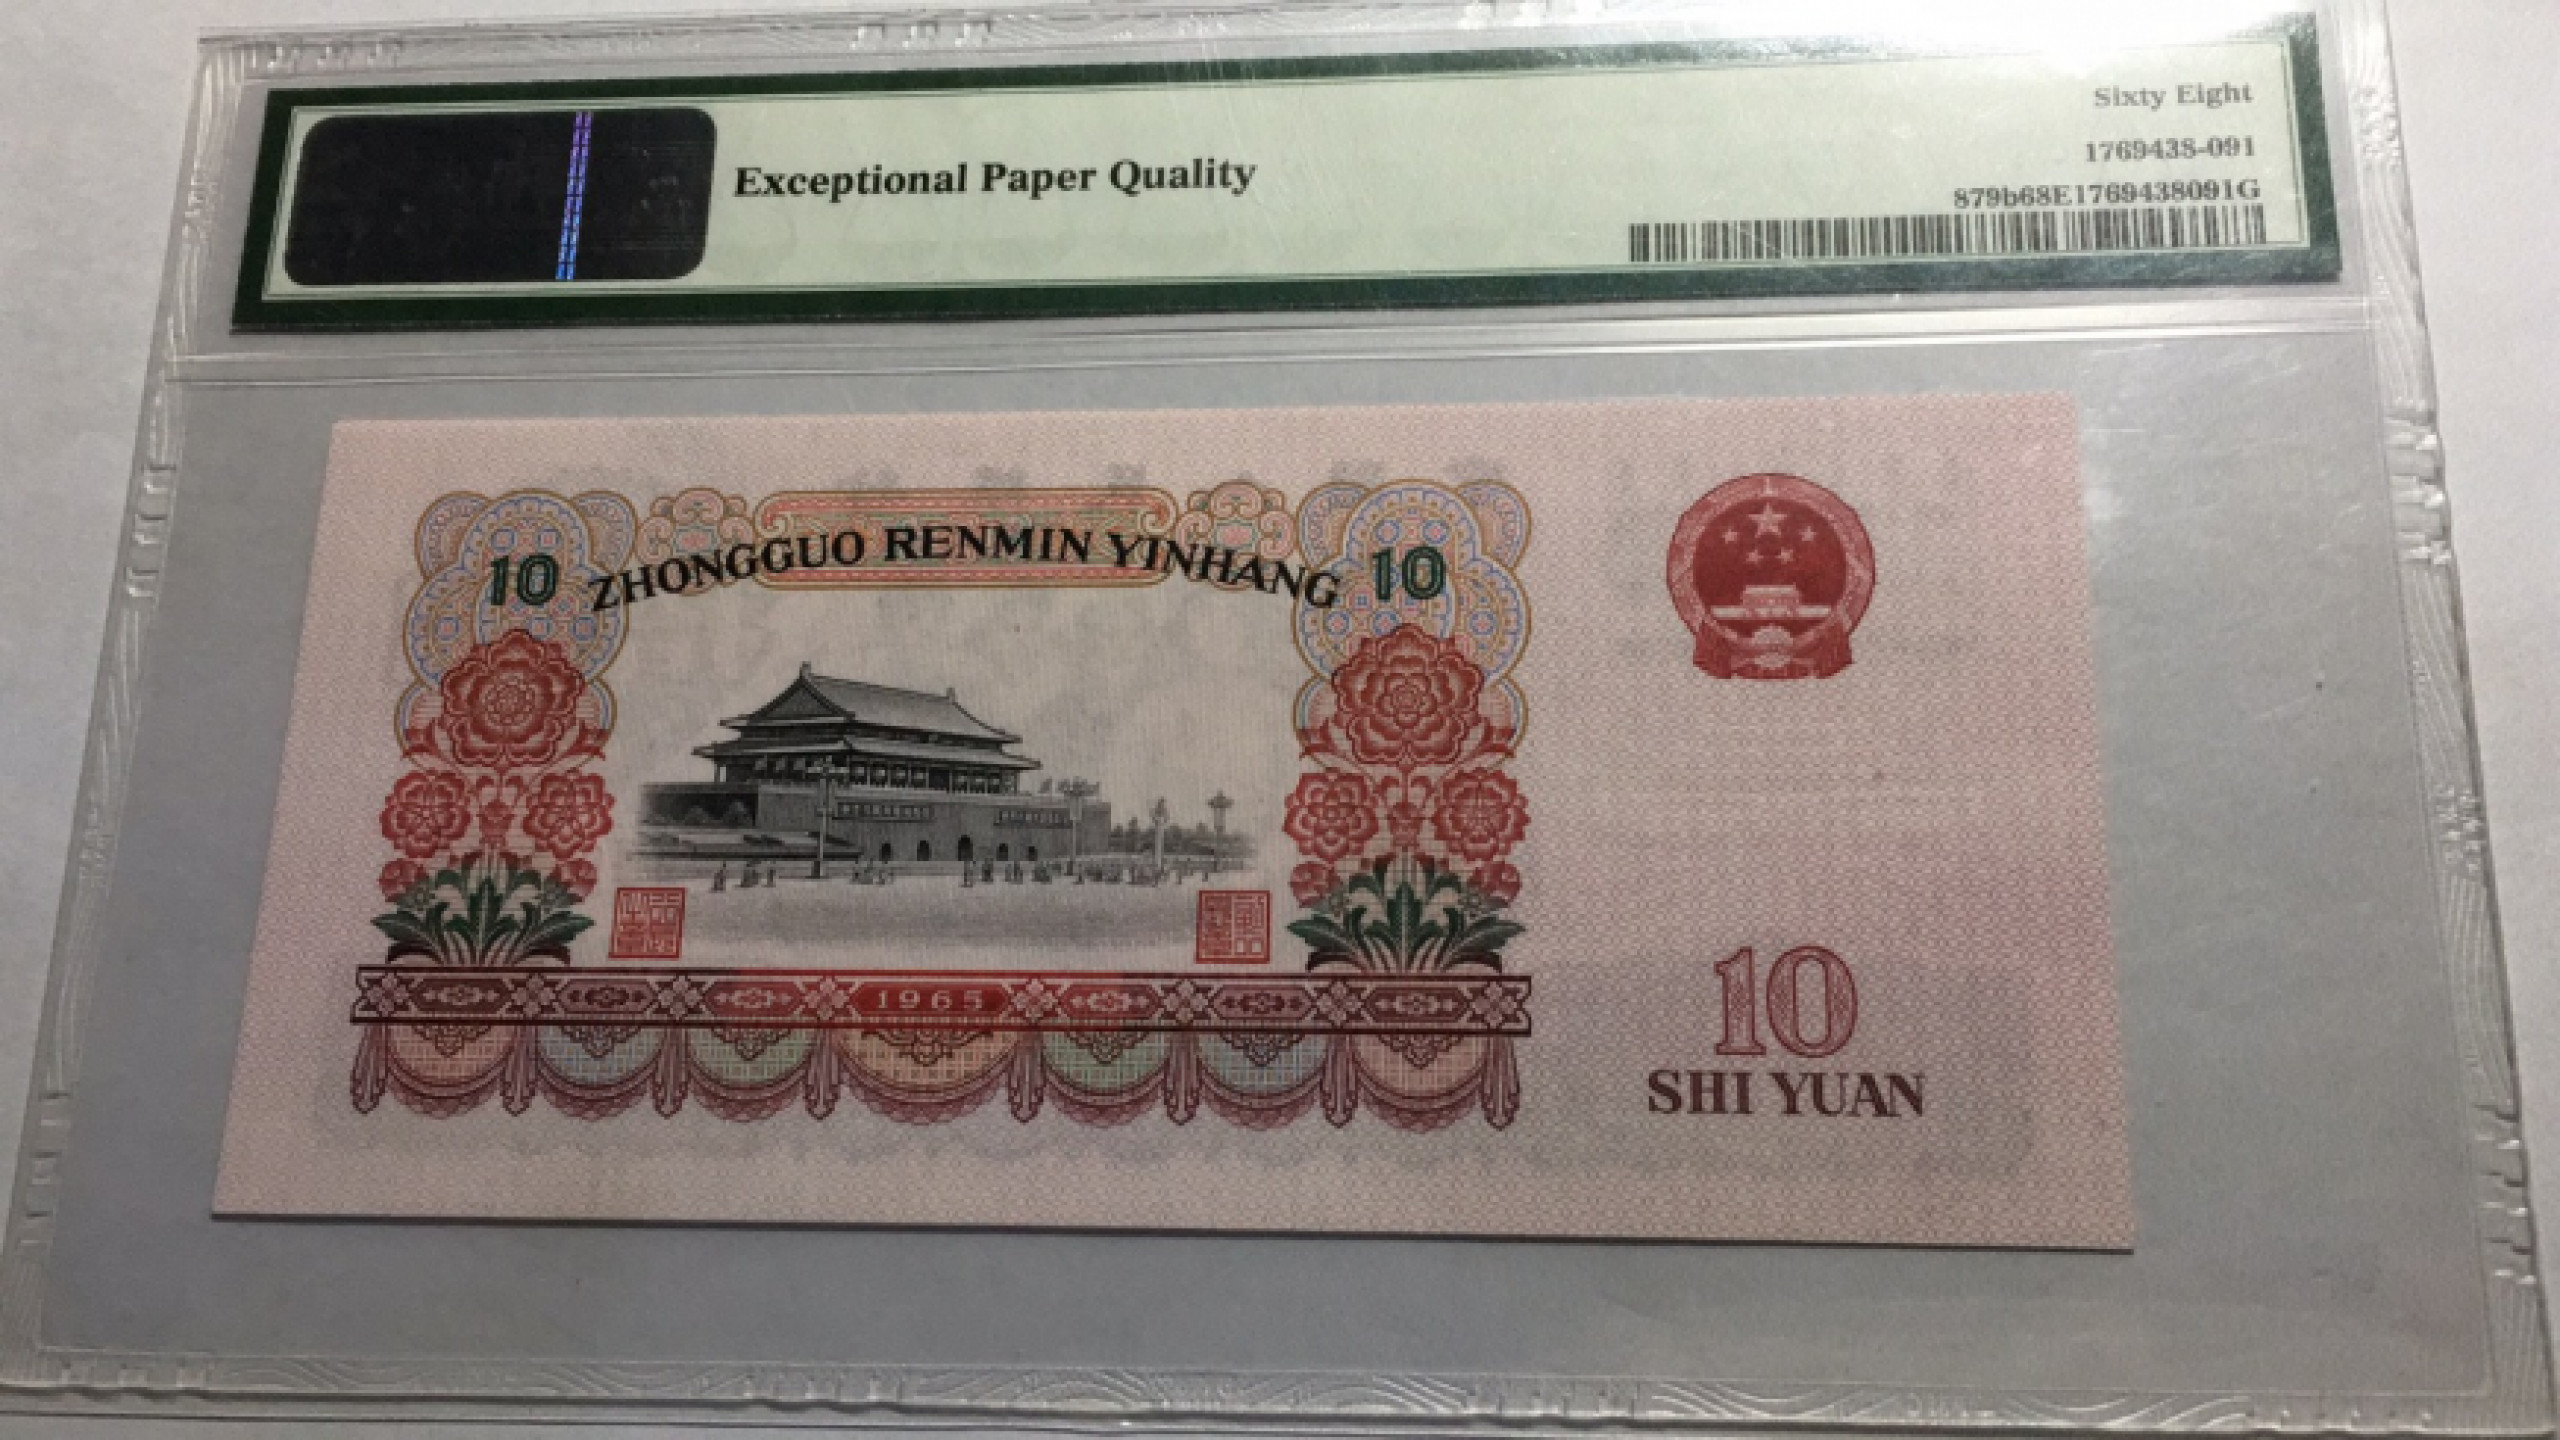 Sixty Eight
1769438-091
Exceptional Paper Quality
879b68E1769438091G
10 ZHONGGUO RENMIN YINHANG 10
1965
10
SHI YUAN